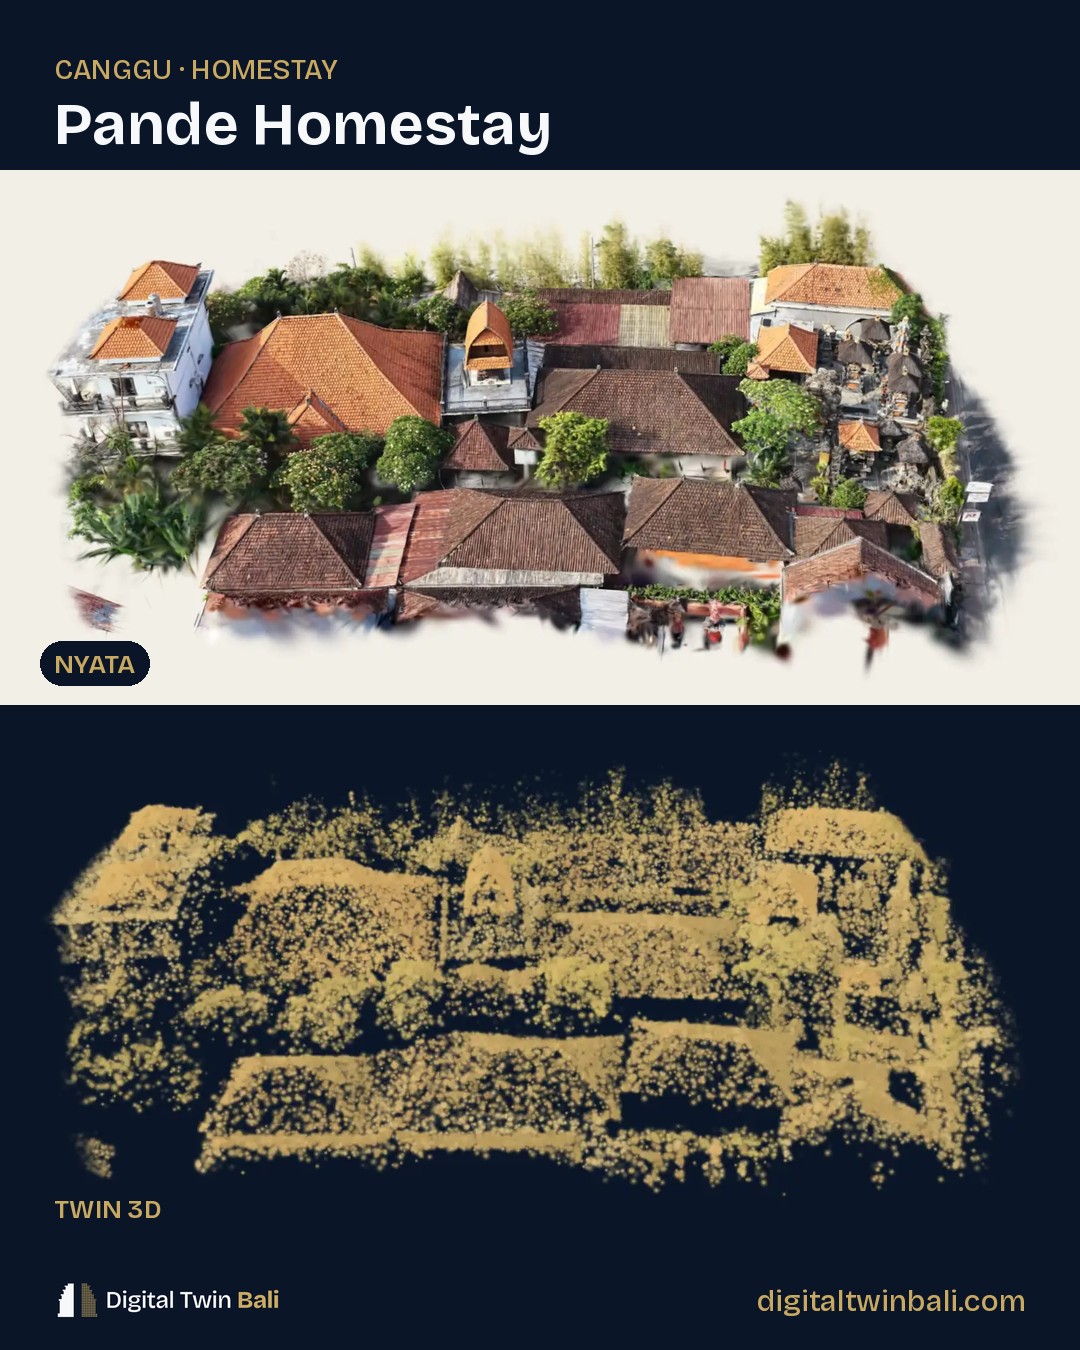 CANGGU · HOMESTAY
Pande Homestay
NYATA
TWIN 3D
Digital Twin Bali
digitaltwinbali.com